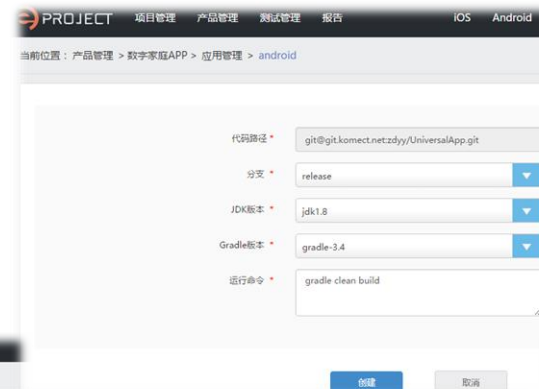 PROJECT 项目管理 产品管理 测试管理 报告 iOS Android
当前位置：产品管理 > 数字家庭APP > 应用管理 > android
代码路径 * git@git.komect.net:zdyy/UniversalApp.git
分支 * release
JDK版本 * jdk1.8
Gradle版本 * gradle-3.4
运行命令 * gradle clean build
创建 取消